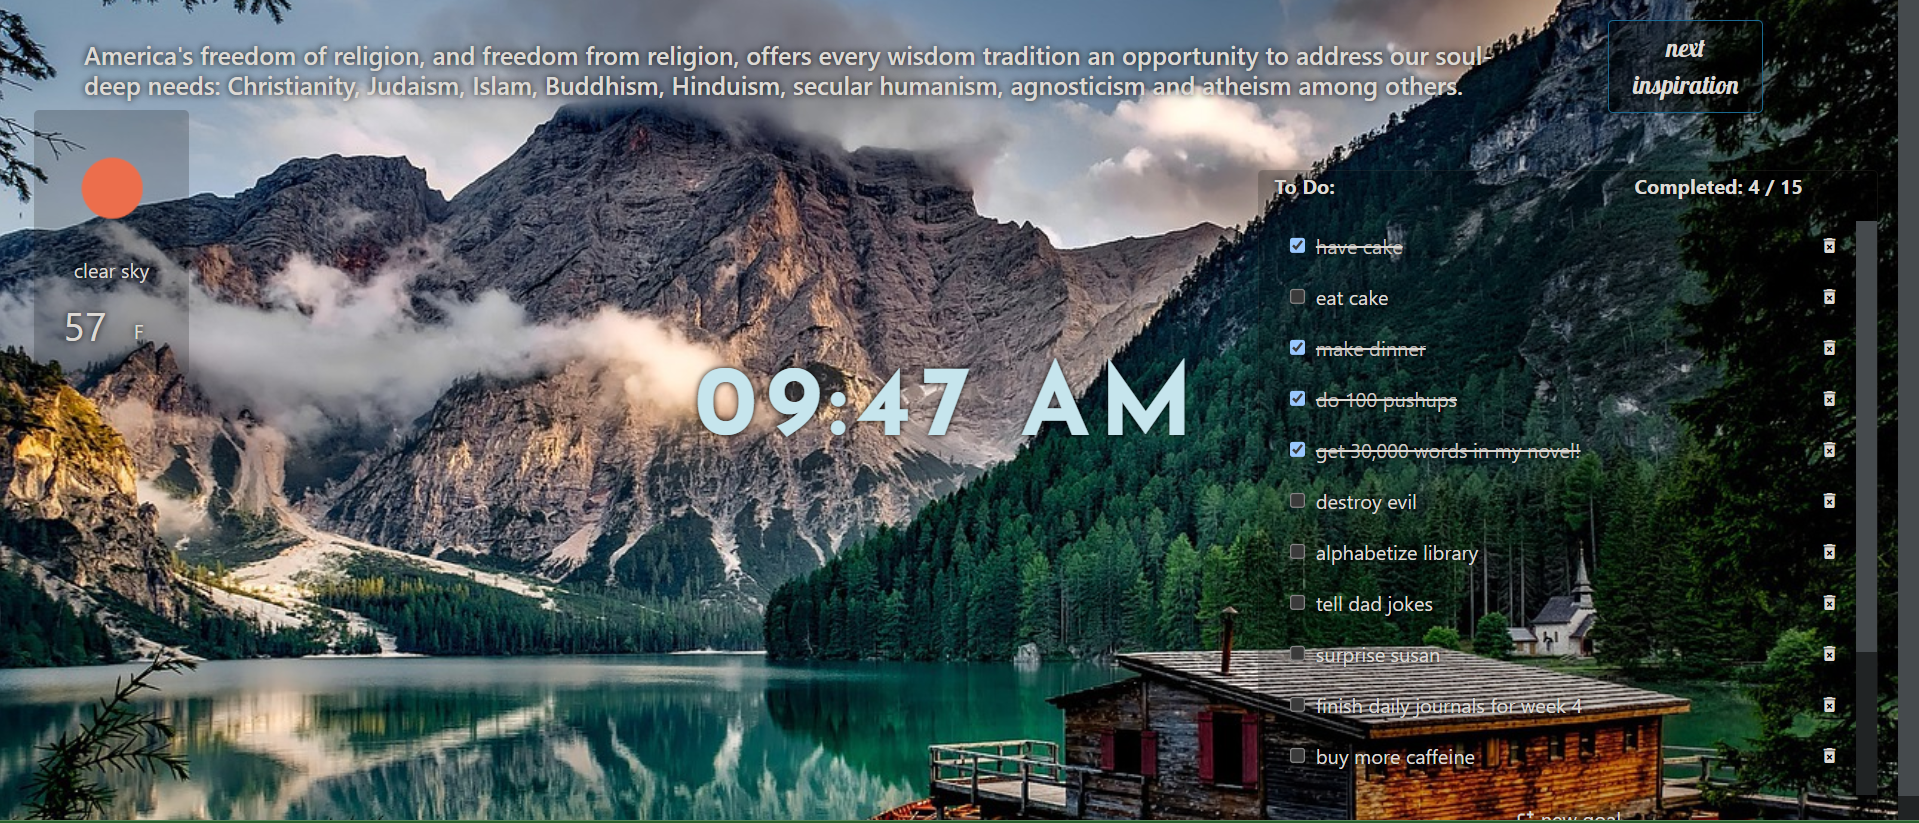 America's freedom of religion, and freedom from religion, offers every wisdom tradition an opportunity to address our soul-
deep needs: Christianity, Judaism, Islam, Buddhism, Hinduism, secular humanism, agnosticism and atheism among others.
next
inspiration
clear sky
57 F
09:47 AM
To Do:
Completed: 4 / 15
have cake
eat cake
make dinner
do 100 pushups
get 30,000 words in my novel!
destroy evil
alphabetize library
tell dad jokes
surprise susan
finish daily journals for week 4
buy more caffeine
new goal